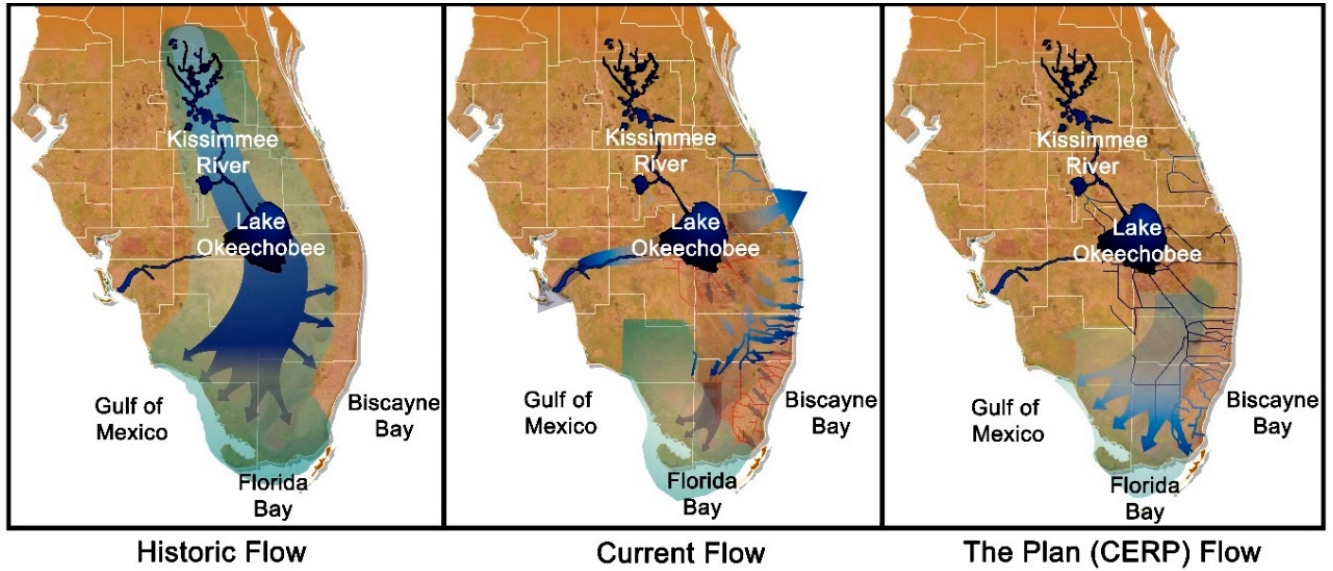 Kissimmee
River
Lake
Okeechobee
Gulf of
Mexico
Biscayne
Bay
Florida
Bay
Historic Flow
Kissimmee
River
Lake
Okeechobee
Gulf of
Mexico
Biscayne
Bay
Florida
Bay
Current Flow
Kissimmee
River
Lake
Okeechobee
Gulf of
Mexico
Biscayne
Bay
Florida
Bay
The Plan (CERP) Flow